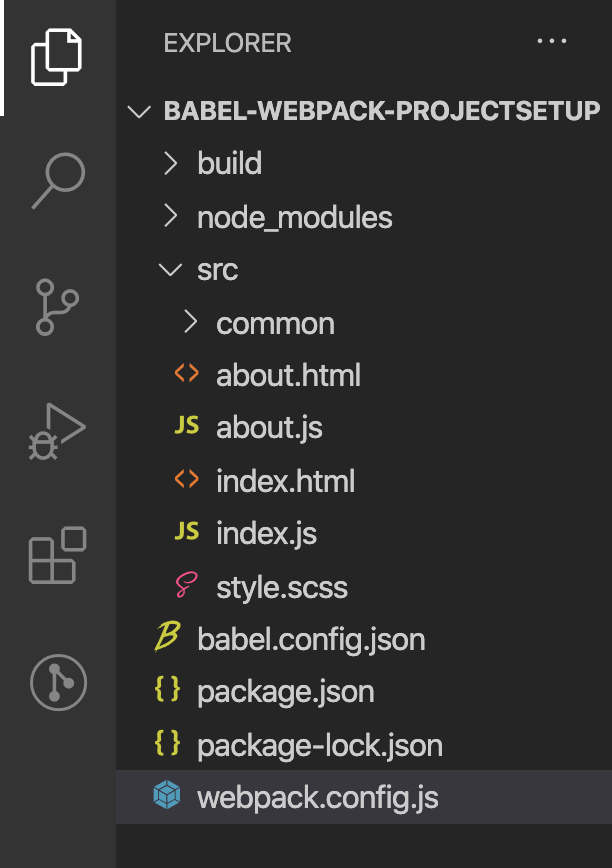 EXPLORER ...
BABEL-WEBPACK-PROJECTSETUP
build
node_modules
src
common
about.html
JS about.js
index.html
JS index.js
style.scss
B babel.config.json
{} package.json
{} package-lock.json
webpack.config.js